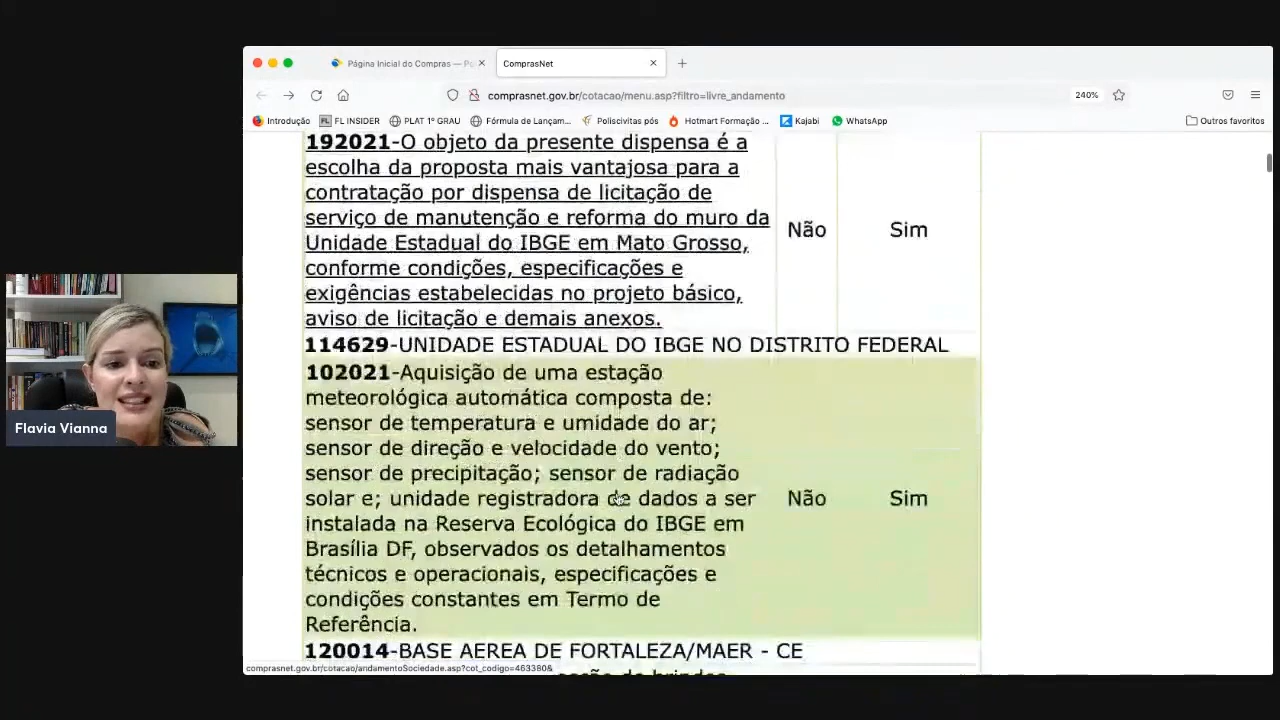 Página Inicial do Compras — Po
ComprasNet
comprasnet.gov.br/cotacao/menu.asp?filtro=livre_andamento
240%
Introdução
FL INSIDER
PLAT 1º GRAU
Fórmula de Lançam...
Poliscivitas pós
Hotmart Formação ...
Kajabi
WhatsApp
Outros favoritos
192021-O objeto da presente dispensa é a
escolha da proposta mais vantajosa para a
contratação por dispensa de licitação de
serviço de manutenção e reforma do muro da
Unidade Estadual do IBGE em Mato Grosso,
conforme condições, especificações e
exigências estabelecidas no projeto básico,
aviso de licitação e demais anexos.
Não
Sim
114629-UNIDADE ESTADUAL DO IBGE NO DISTRITO FEDERAL
102021-Aquisição de uma estação
meteorológica automática composta de:
sensor de temperatura e umidade do ar;
sensor de direção e velocidade do vento;
sensor de precipitação; sensor de radiação
solar e; unidade registradora de dados a ser
instalada na Reserva Ecológica do IBGE em
Brasília DF, observados os detalhamentos
técnicos e operacionais, especificações e
condições constantes em Termo de
Referência.
Não
Sim
120014-BASE AEREA DE FORTALEZA/MAER - CE
de brindes
comprasnet.gov.br/cotacao/andamentoSociedade.asp?cot_codigo=463380&
Flavia Vianna